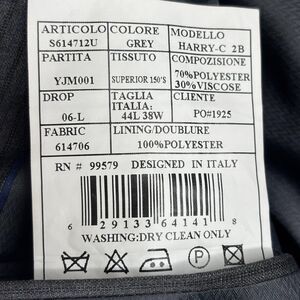 ARTICOLO COLORE MODELLO
S614712U GREY HARRY-C 2B
PARTITA TISSUTO COMPOZISIONE
YJM001 SUPERIOR 150'S 70%POLYESTER
30%VISCOSE
DROP TAGLIA CLIENTE
ITALIA:
06-L 44L 38W PO#1925
FABRIC LINING/DOUBLURE
614706 100%POLYESTER
RN # 99579 DESIGNED IN ITALY
6 29133 64141 8
WASHING:DRY CLEAN ONLY